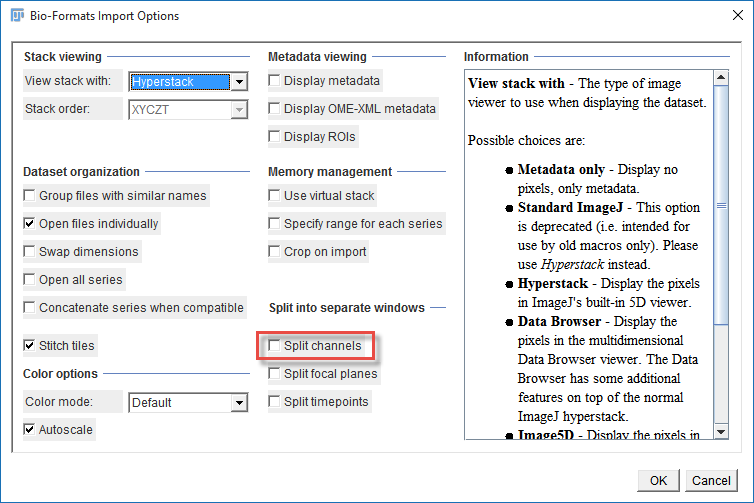 Bio-Formats Import Options
Stack viewing
View stack with: Hyperstack
Stack order: XYCZT
Dataset organization
Group files with similar names
Open files individually
Swap dimensions
Open all series
Concatenate series when compatible
Stitch tiles
Color options
Color mode: Default
Autoscale
Metadata viewing
Display metadata
Display OME-XML metadata
Display ROIs
Memory management
Use virtual stack
Specify range for each series
Crop on import
Split into separate windows
Split channels
Split focal planes
Split timepoints
Information
View stack with - The type of image
viewer to use when displaying the dataset.
Possible choices are:
Metadata only - Display no
pixels, only metadata.
Standard ImageJ - This option
is deprecated (i.e. intended for
use by old macros only). Please
use Hyperstack instead.
Hyperstack - Display the pixels
in ImageJ's built-in 5D viewer.
Data Browser - Display the
pixels in the multidimensional
Data Browser viewer. The Data
Browser has some additional
features on top of the normal
ImageJ hyperstack.
Image5D - Display the pixels in
OK
Cancel